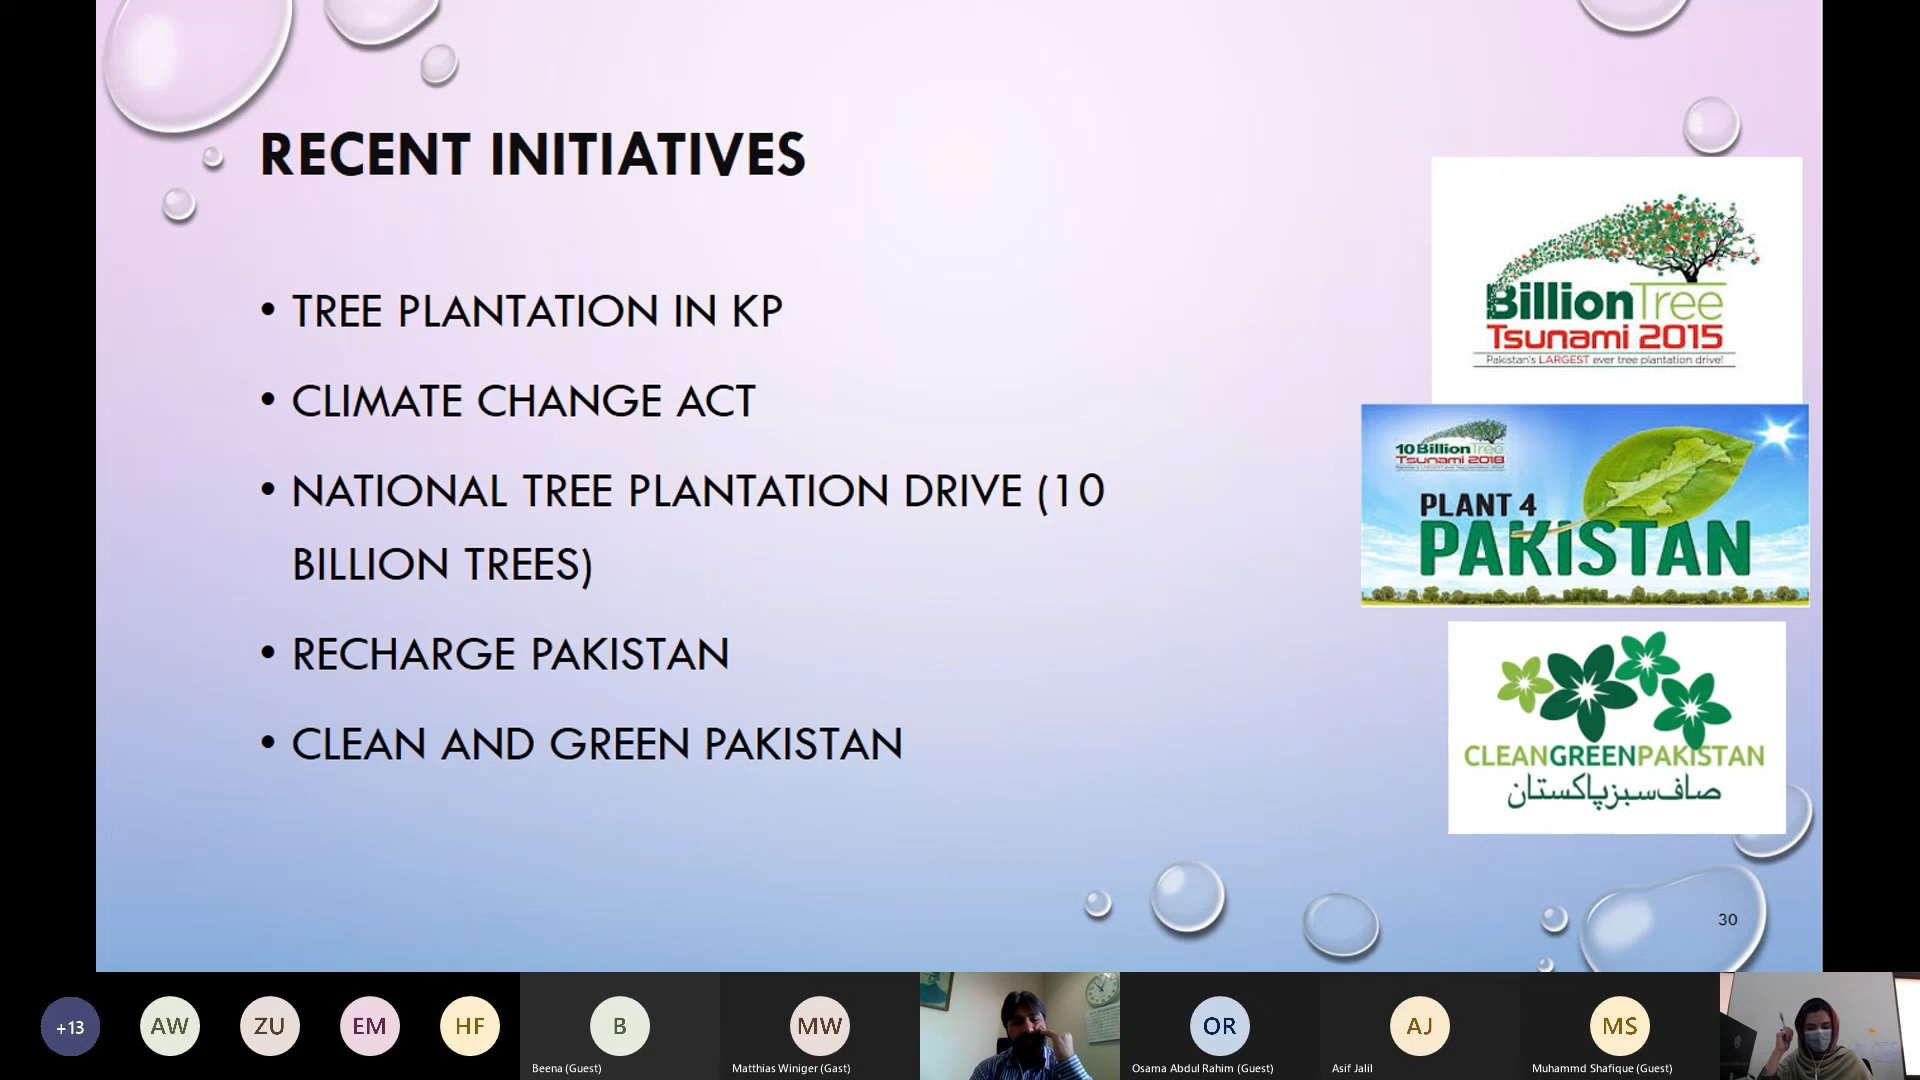 RECENT INITIATIVES
• TREE PLANTATION IN KP
• CLIMATE CHANGE ACT
• NATIONAL TREE PLANTATION DRIVE (10
BILLION TREES)
• RECHARGE PAKISTAN
• CLEAN AND GREEN PAKISTAN
BillionTree
Tsunami 2015
Pakistan's LARGEST ever tree plantation drive!
10 BillionTree
Tsunami 2018
PLANT 4
PAKISTAN
CLEANGREENPAKISTAN
صاف سبز پاکستان
30
+13
AW
ZU
EM
HF
B
Beena (Guest)
MW
Matthias Winiger (Gast)
OR
Osama Abdul Rahim (Guest)
AJ
Asif Jalil
MS
Muhammd Shafique (Guest)